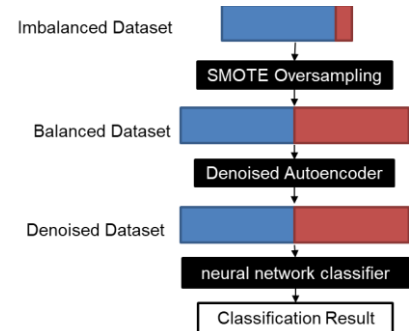 Imbalanced Dataset
SMOTE Oversampling
Balanced Dataset
Denoised Autoencoder
Denoised Dataset
neural network classifier
Classification Result